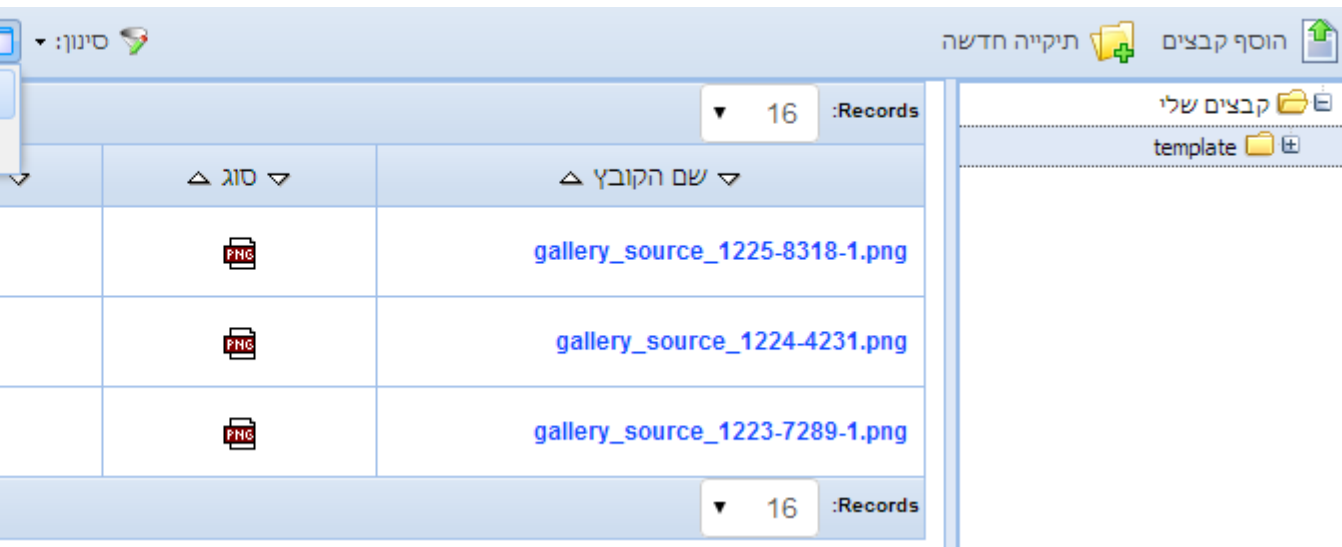 הוסף קבצים תיקייה חדשה סינון:
קבצים שלי
template
Records: 16
שם הקובץ סוג
gallery_source_1225-8318-1.png PNG
gallery_source_1224-4231.png PNG
gallery_source_1223-7289-1.png PNG
Records: 16